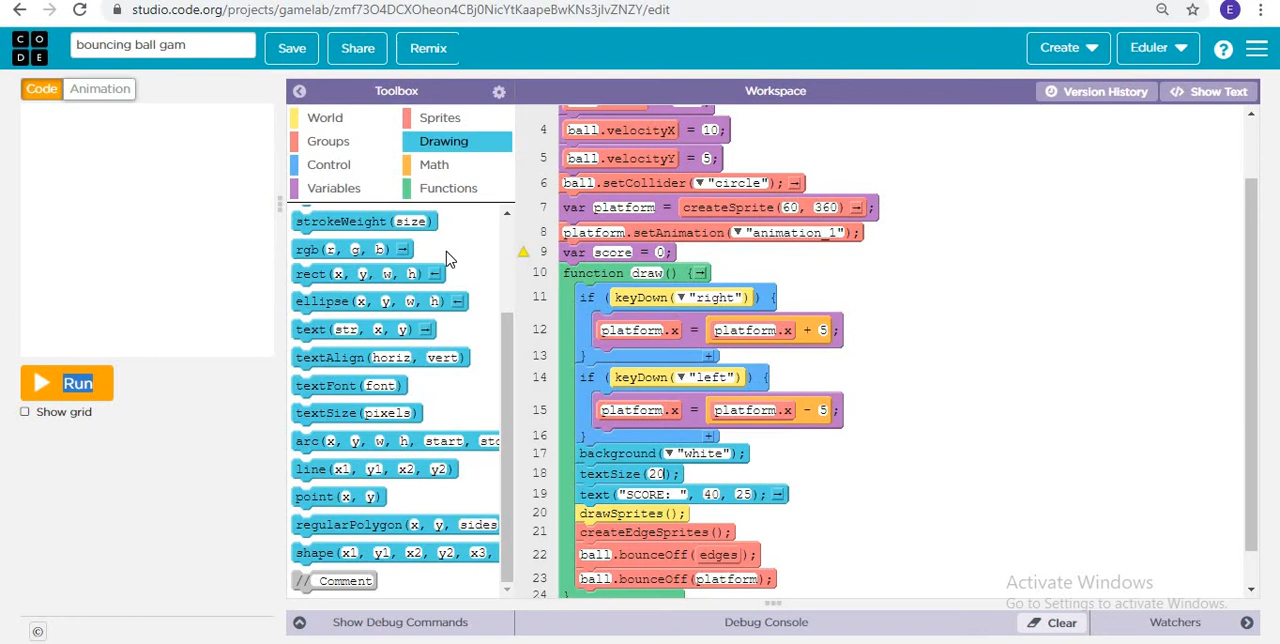 studio.code.org/projects/gamelab/zmf73O4DCXOheon4CBj0NicYtKaapeBwKNs3jIvZNZY/edit
E
C O D E
bouncing ball gam
Save
Share
Remix
Create
Eduler
?
Code
Animation
Toolbox
Workspace
Version History
</> Show Text
World
Sprites
Groups
Drawing
Control
Math
Variables
Functions
strokeWeight(size)
rgb(r, g, b)
rect(x, y, w, h)
ellipse(x, y, w, h)
text(str, x, y)
textAlign(horiz, vert)
textFont(font)
textSize(pixels)
arc(x, y, w, h, start, sto
line(x1, y1, x2, y2)
point(x, y)
regularPolygon(x, y, sides
shape(x1, y1, x2, y2, x3,
// Comment
4 ball.velocityX = 10;
5 ball.velocityY = 5;
6 ball.setCollider("circle");
7 var platform = createSprite(60, 360);
8 platform.setAnimation("animation_1");
9 var score = 0;
10 function draw() {
11 if (keyDown("right")) {
12 platform.x = platform.x + 5;
13 }
14 if (keyDown("left")) {
15 platform.x = platform.x - 5;
16 }
17 background("white");
18 textSize(20);
19 text("SCORE: ", 40, 25);
20 drawSprites();
21 createEdgeSprites();
22 ball.bounceOff(edges);
23 ball.bounceOff(platform);
24 }
Run
Show grid
Activate Windows
Go to Settings to activate Windows.
Show Debug Commands
Debug Console
Clear
Watchers
©